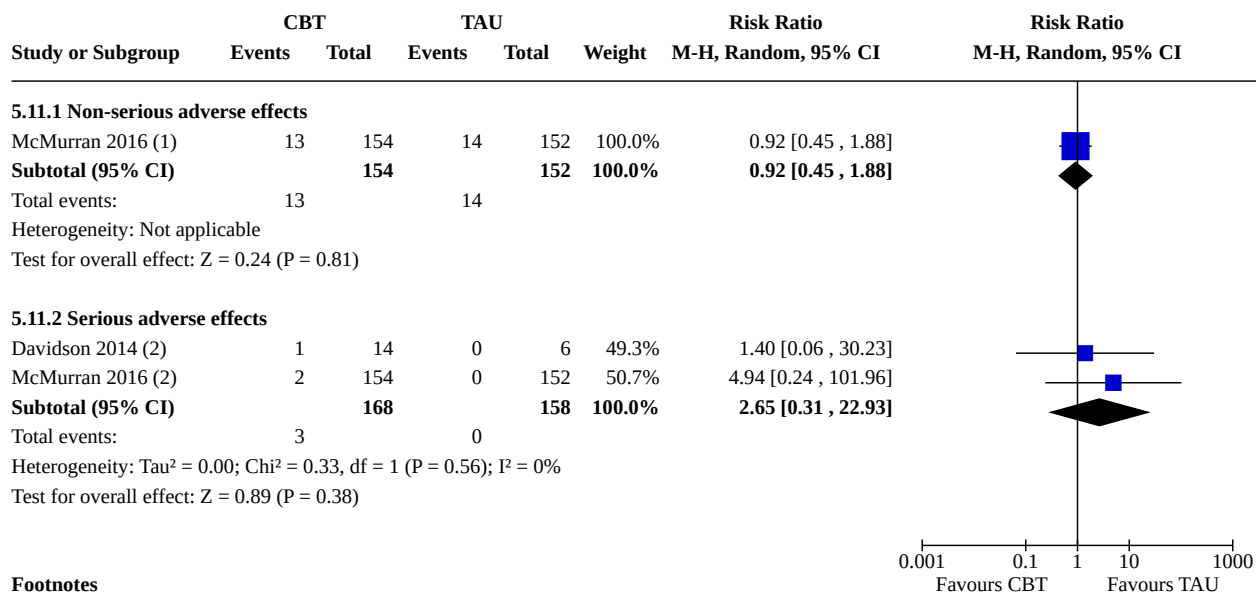 CBT TAU Risk Ratio Risk Ratio
Study or Subgroup Events Total Events Total Weight M-H, Random, 95% CI M-H, Random, 95% CI
5.11.1 Non-serious adverse effects
McMurran 2016 (1) 13 154 14 152 100.0% 0.92 [0.45 , 1.88]
Subtotal (95% CI) 154 152 100.0% 0.92 [0.45 , 1.88]
Total events: 13 14
Heterogeneity: Not applicable
Test for overall effect: Z = 0.24 (P = 0.81)
5.11.2 Serious adverse effects
Davidson 2014 (2) 1 14 0 6 49.3% 1.40 [0.06 , 30.23]
McMurran 2016 (2) 2 154 0 152 50.7% 4.94 [0.24 , 101.96]
Subtotal (95% CI) 168 158 100.0% 2.65 [0.31 , 22.93]
Total events: 3 0
Heterogeneity: Tau² = 0.00; Chi² = 0.33, df = 1 (P = 0.56); I² = 0%
Test for overall effect: Z = 0.89 (P = 0.38)
0.001 0.1 1 10 1000
Footnotes Favours CBT Favours TAU